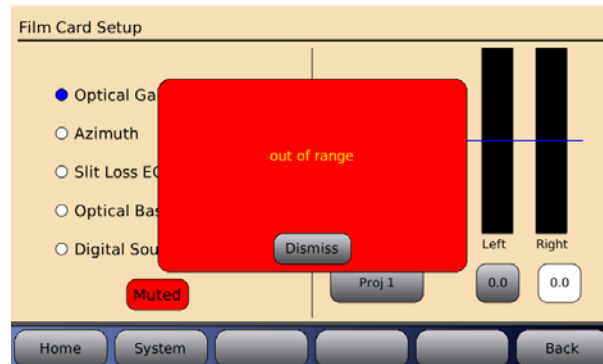 Film Card Setup
Optical Ga
Azimuth
Slit Loss EQ
Optical Bas
Digital Sou
out of range
Dismiss
Muted
Proj 1
Left Right
0.0 0.0
Home System Back